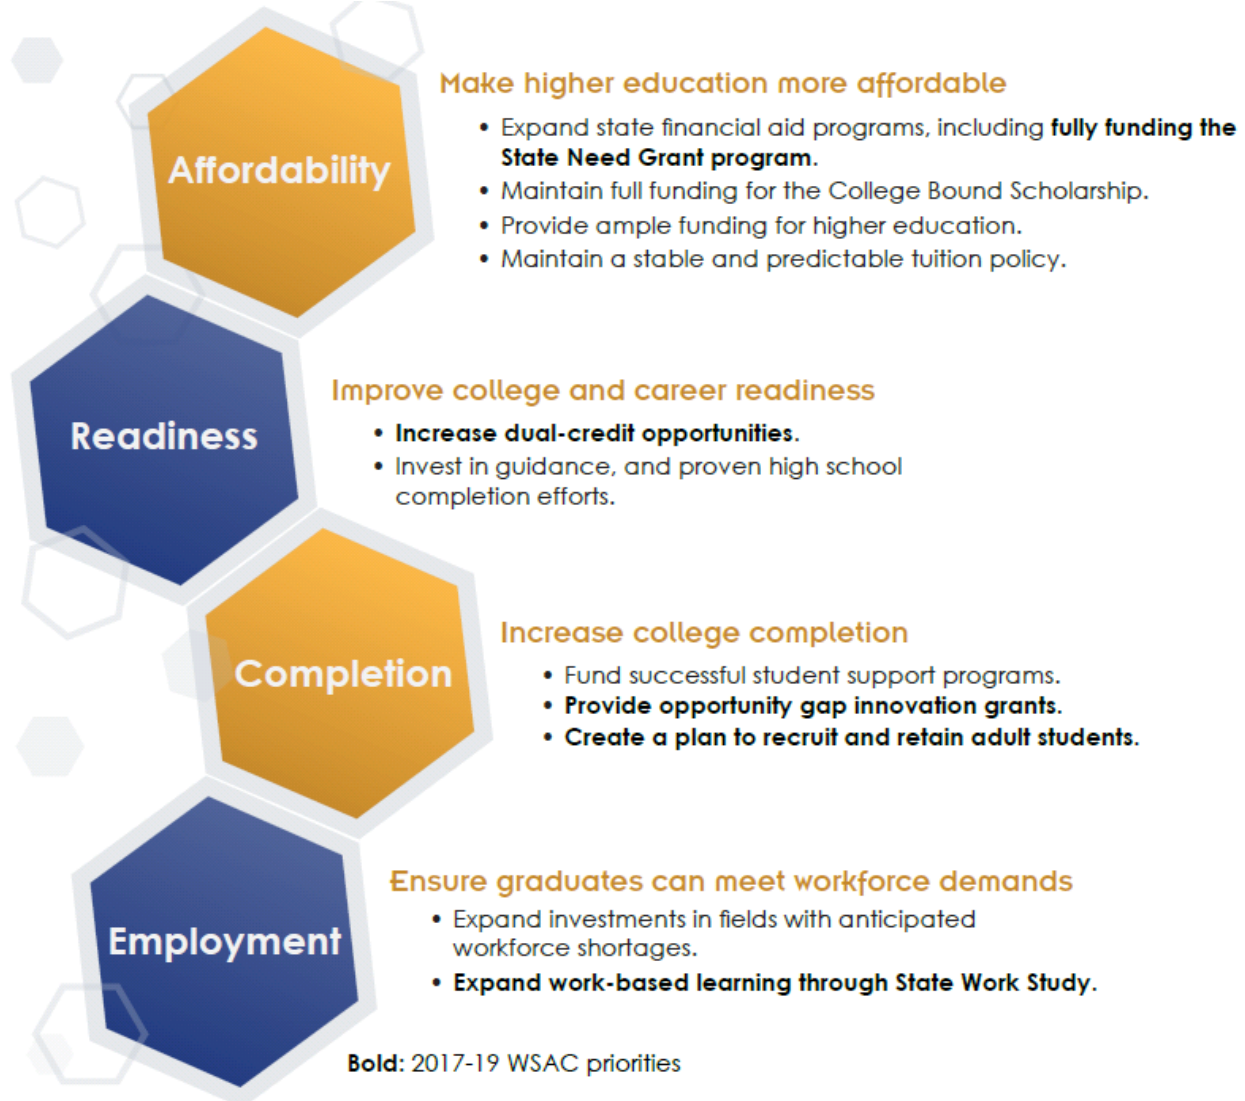 Affordability
Make higher education more affordable
• Expand state financial aid programs, including fully funding the
State Need Grant program.
• Maintain full funding for the College Bound Scholarship.
• Provide ample funding for higher education.
• Maintain a stable and predictable tuition policy.
Readiness
Improve college and career readiness
• Increase dual-credit opportunities.
• Invest in guidance, and proven high school
completion efforts.
Completion
Increase college completion
• Fund successful student support programs.
• Provide opportunity gap innovation grants.
• Create a plan to recruit and retain adult students.
Employment
Ensure graduates can meet workforce demands
• Expand investments in fields with anticipated
workforce shortages.
• Expand work-based learning through State Work Study.
Bold: 2017-19 WSAC priorities